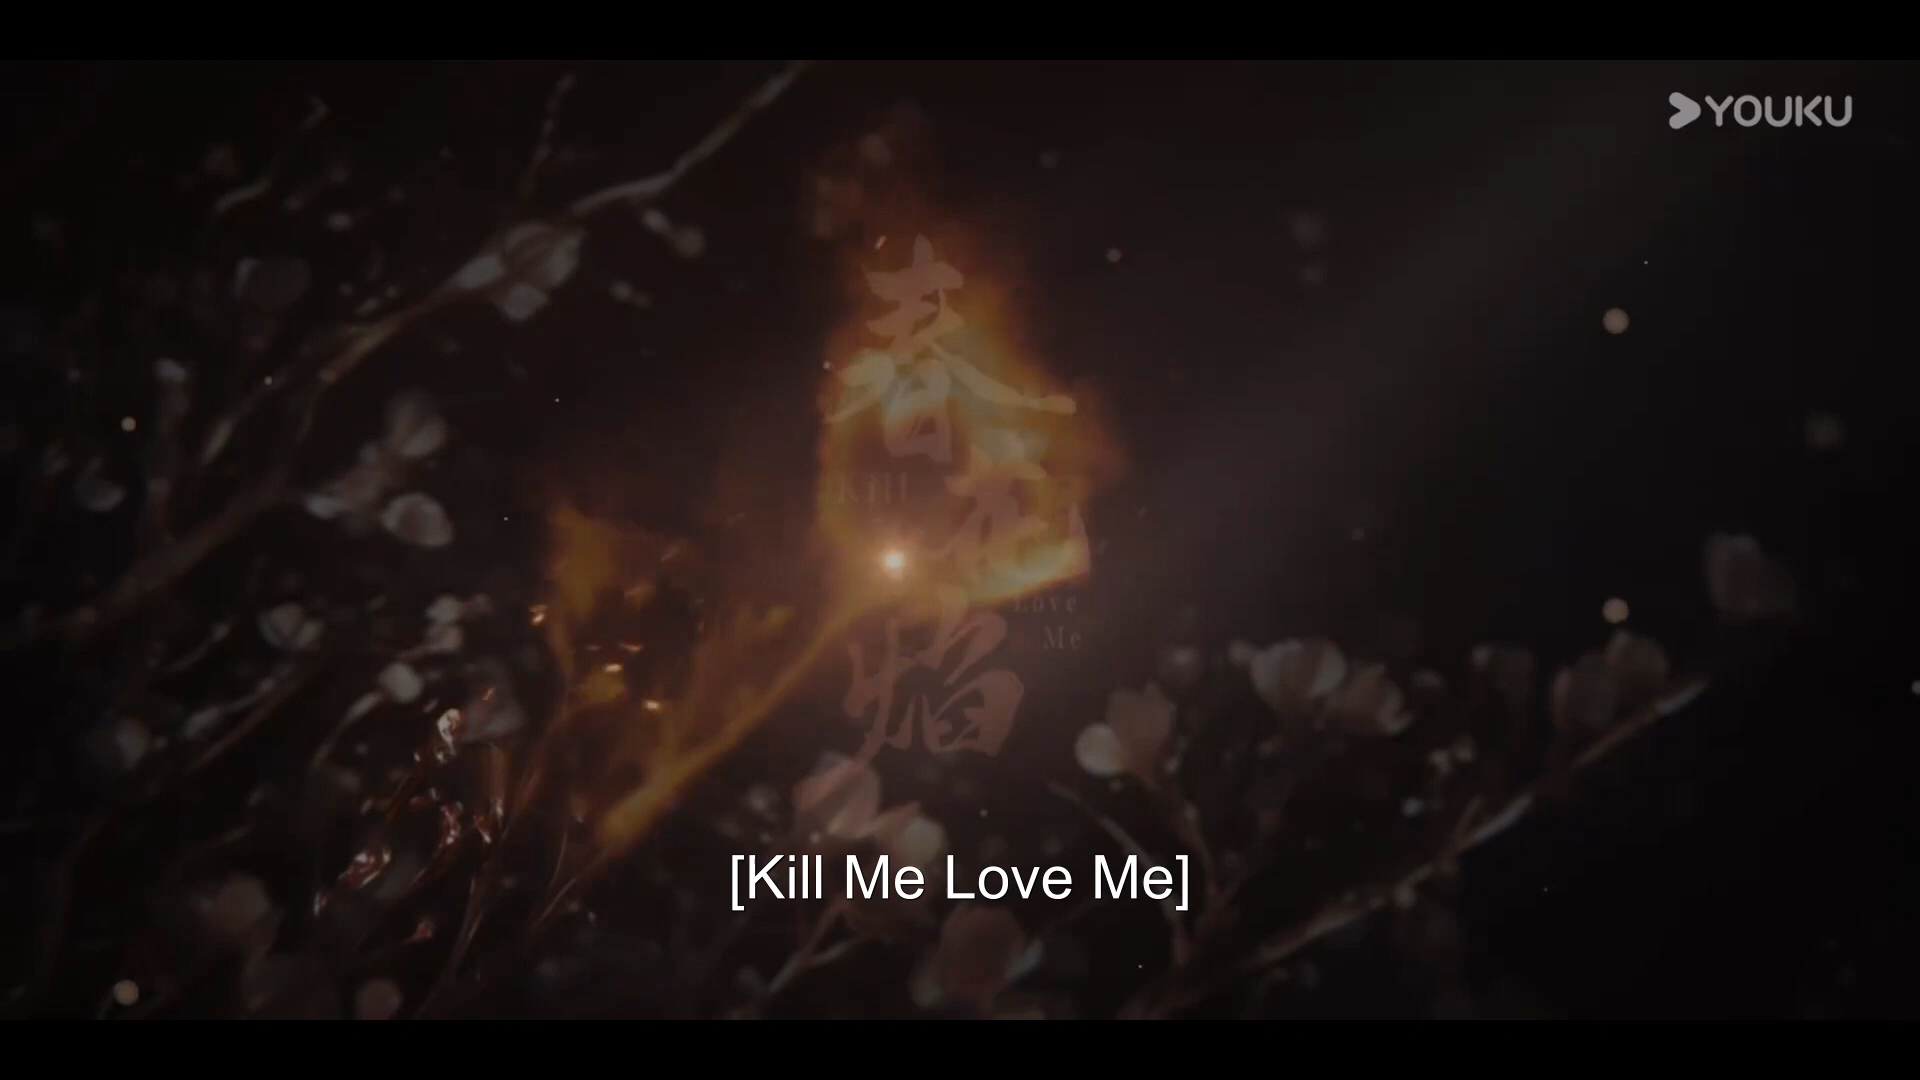 YOUKU
春
花
Kill
焰
Love
Me
[Kill Me Love Me]